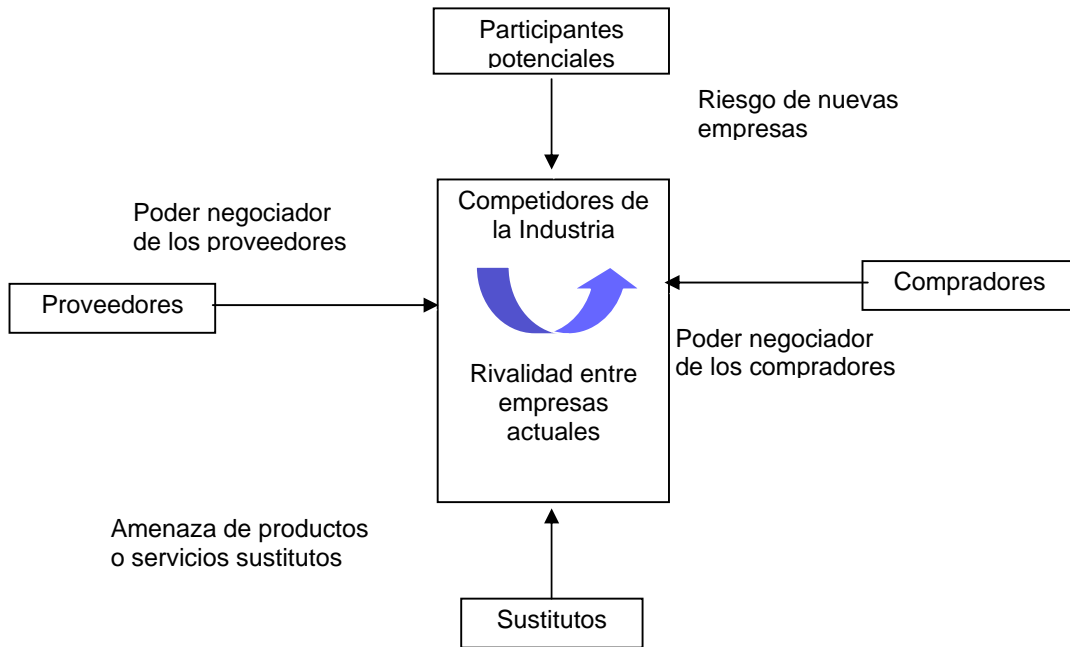 Participantes
potenciales
Riesgo de nuevas
empresas
Competidores de
la Industria
Poder negociador
de los proveedores
Proveedores
Compradores
Poder negociador
de los compradores
Rivalidad entre
empresas
actuales
Amenaza de productos
o servicios sustitutos
Sustitutos